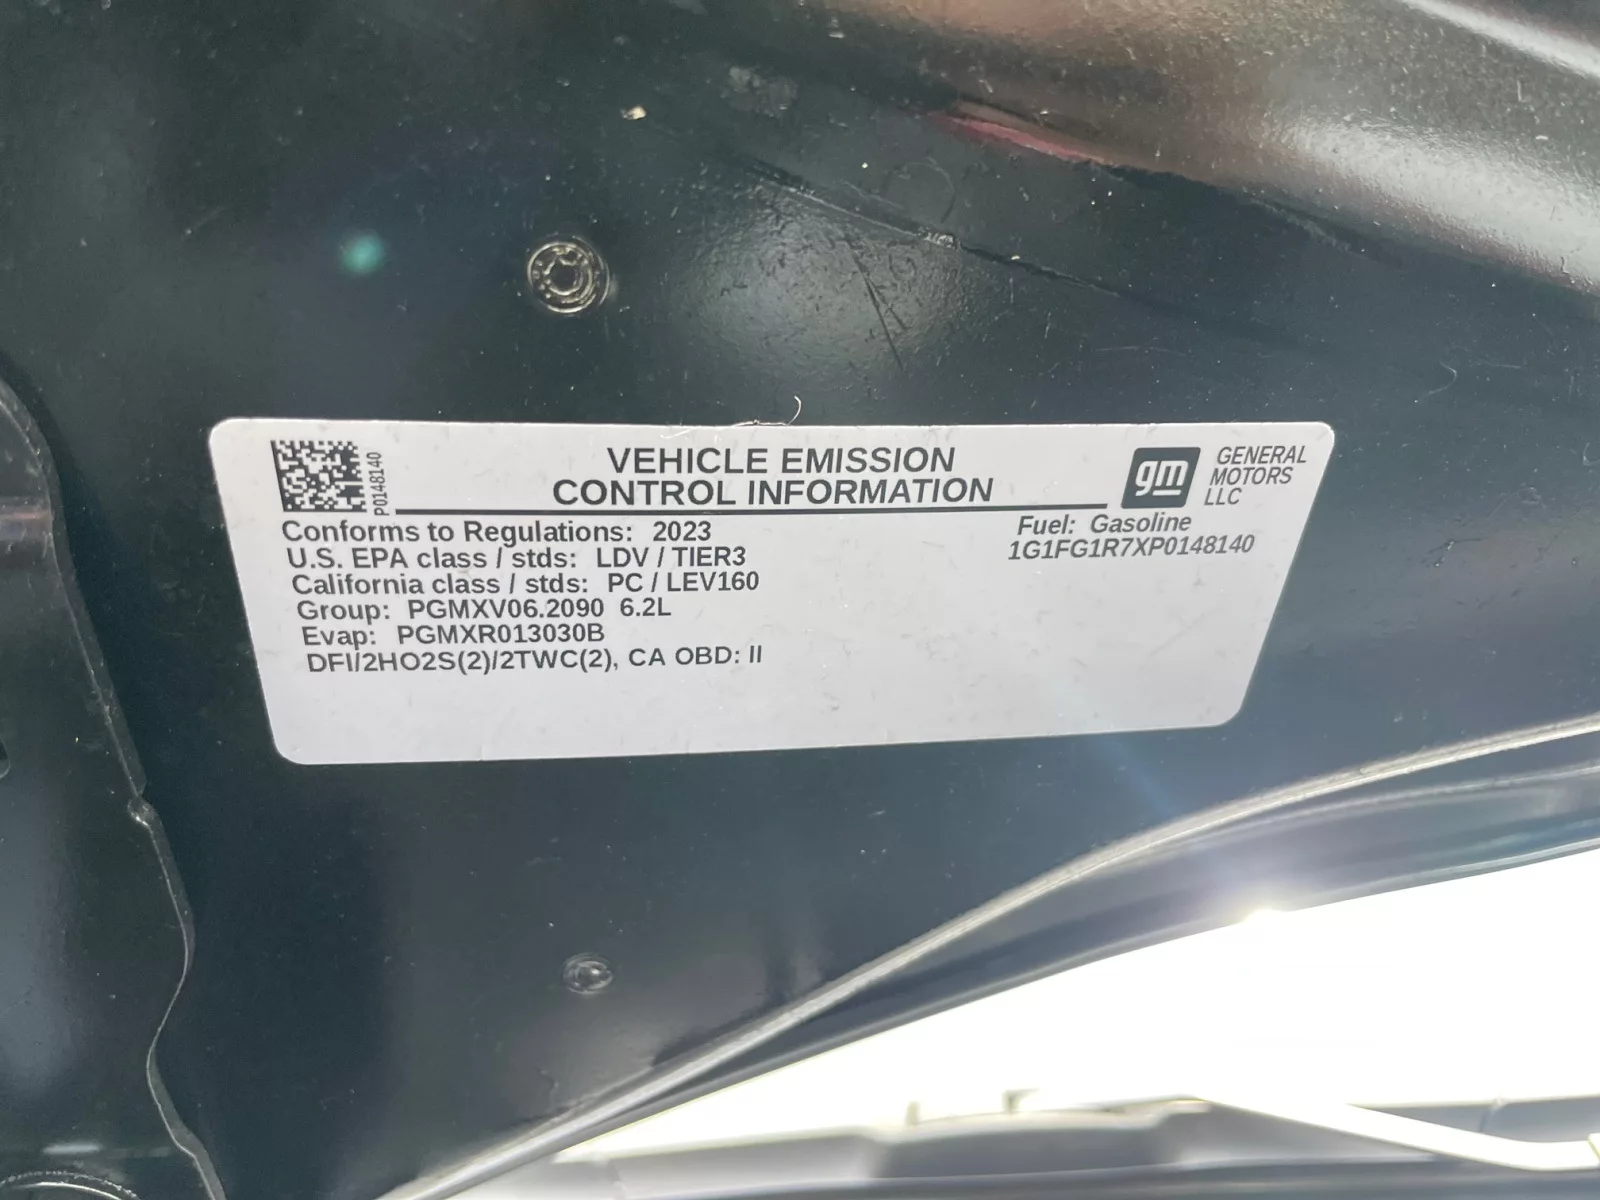 P0148140
VEHICLE EMISSION
CONTROL INFORMATION
gm
GENERAL
MOTORS
LLC
Conforms to Regulations: 2023
U.S. EPA class / stds: LDV / TIER3
California class / stds: PC / LEV160
Group: PGMXV06.2090 6.2L
Evap: PGMXR013030B
DFI/2HO2S(2)/2TWC(2), CA OBD: II
Fuel: Gasoline
1G1FG1R7XP0148140